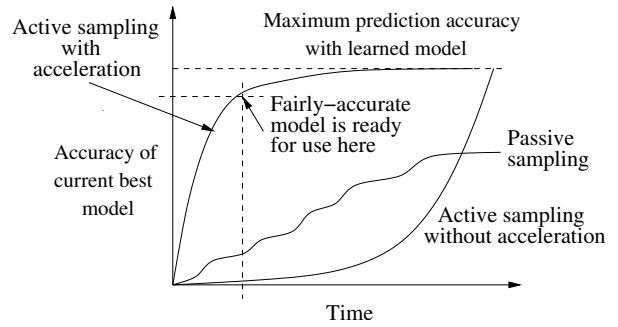 Active sampling
with
acceleration
Maximum prediction accuracy
with learned model
Fairly−accurate
model is ready
for use here
Accuracy of
current best
model
Passive
sampling
Active sampling
without acceleration
Time